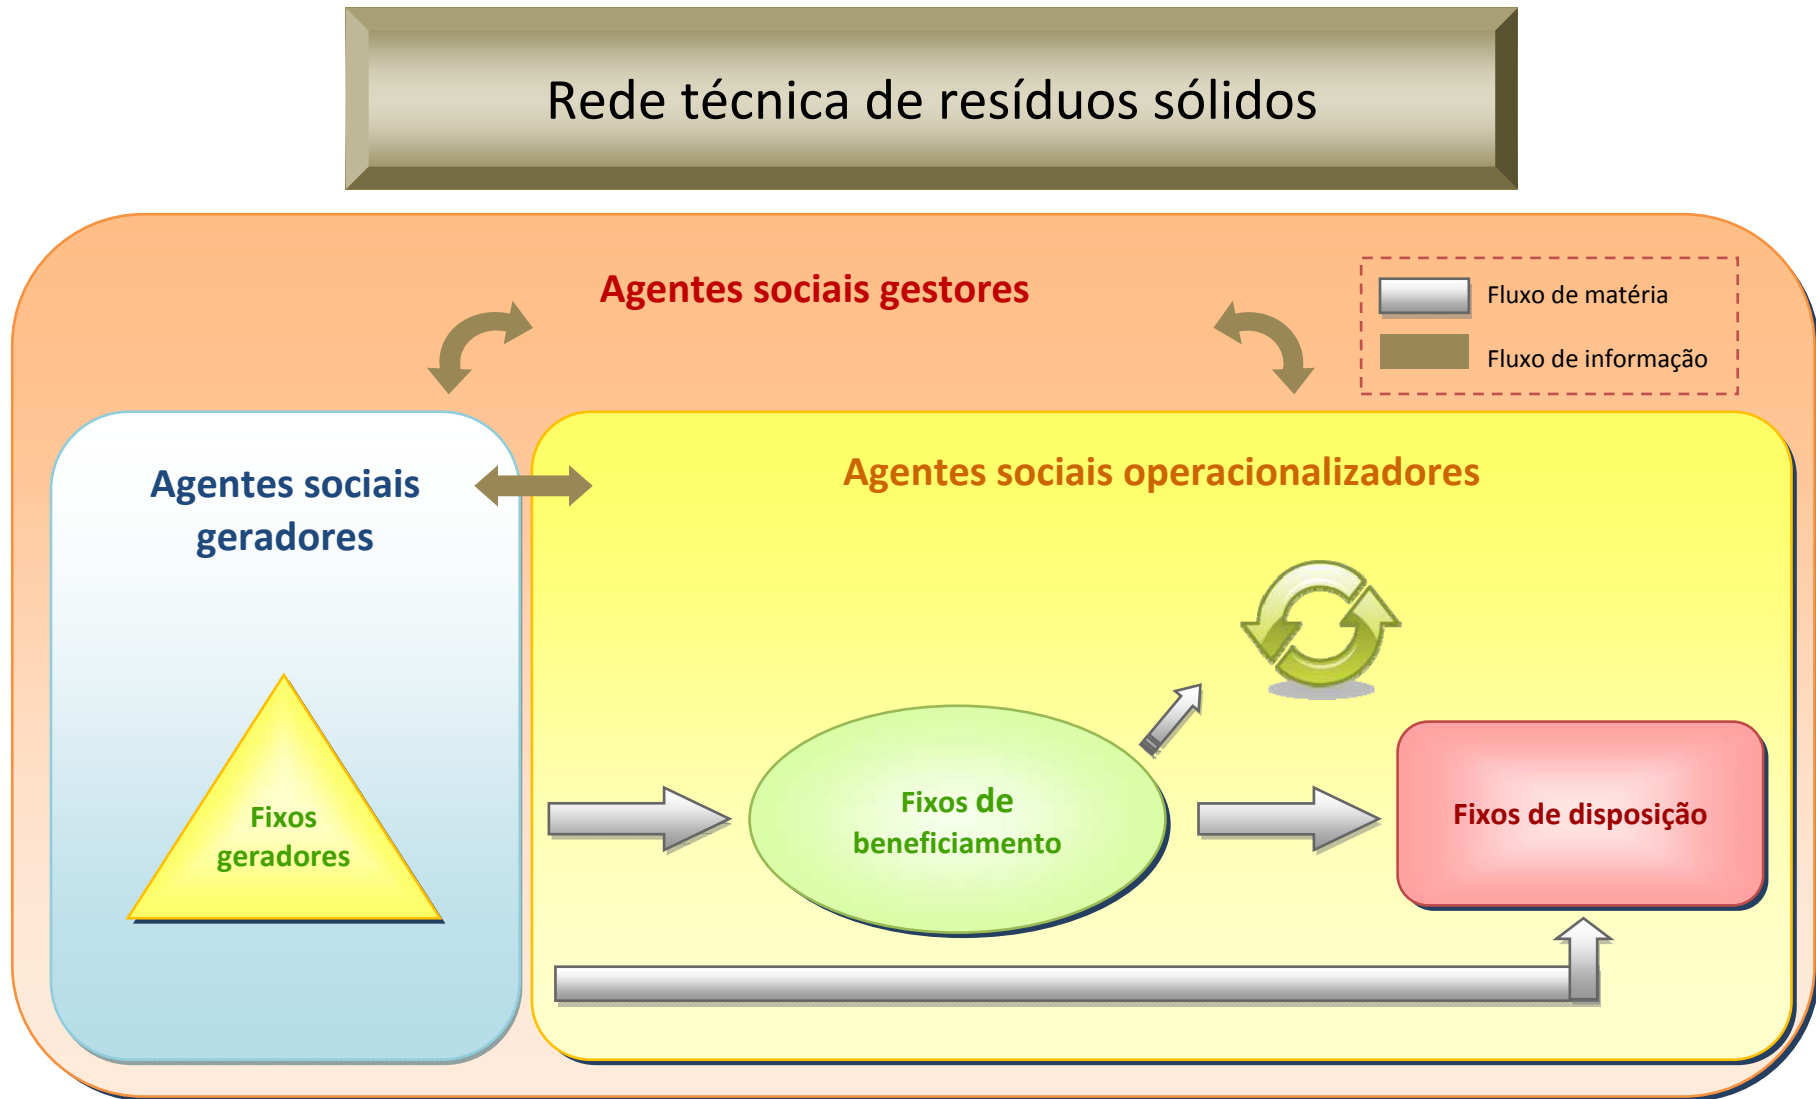 Rede técnica de resíduos sólidos
Agentes sociais gestores
Fluxo de matéria
Fluxo de informação
Agentes sociais
geradores
Agentes sociais operacionalizadores
Fixos
geradores
Fixos de
beneficiamento
Fixos de disposição